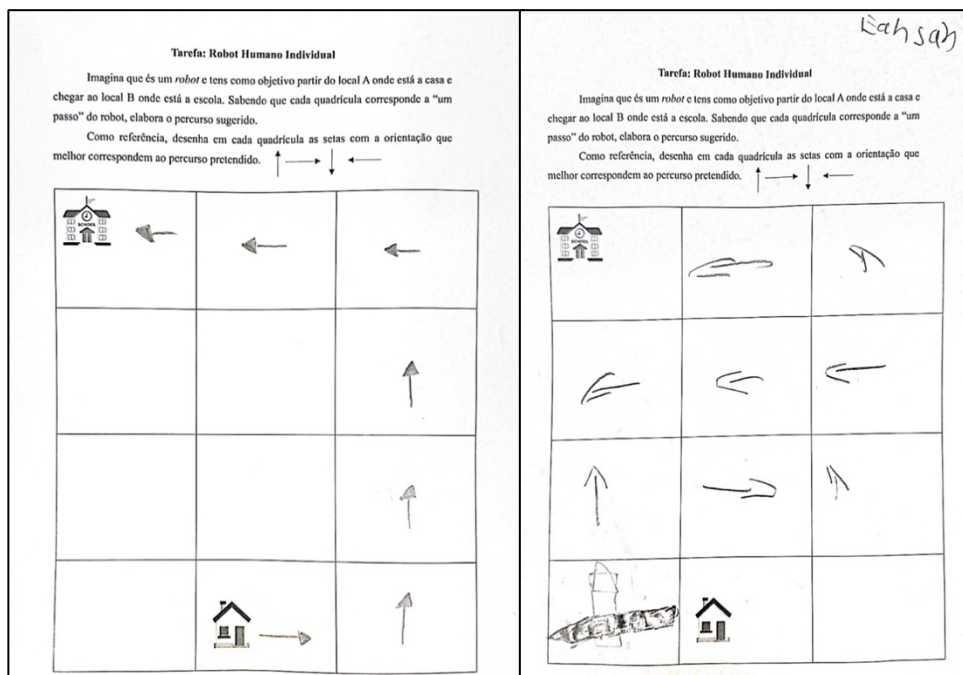 Tarefa: Robot Humano Individual
Imagina que és um robot e tens como objetivo partir do local A onde está a casa e
chegar ao local B onde está a escola. Sabendo que cada quadrícula corresponde a “um
passo” do robot, elabora o percurso sugerido.
Como referência, desenha em cada quadrícula as setas com a orientação que
melhor correspondem ao percurso pretendido.
SCHOOL
Tarefa: Robot Humano Individual
Imagina que és um robot e tens como objetivo partir do local A onde está a casa e
chegar ao local B onde está a escola. Sabendo que cada quadrícula corresponde a “um
passo” do robot, elabora o percurso sugerido.
Como referência, desenha em cada quadrícula as setas com a orientação que
melhor correspondem ao percurso pretendido.
SCHOOL